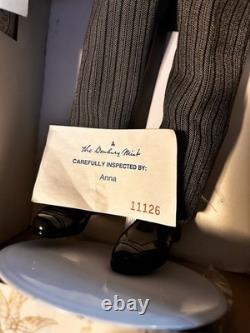 The Danbury Mint
CAREFULLY INSPECTED BY:
Anna
11126